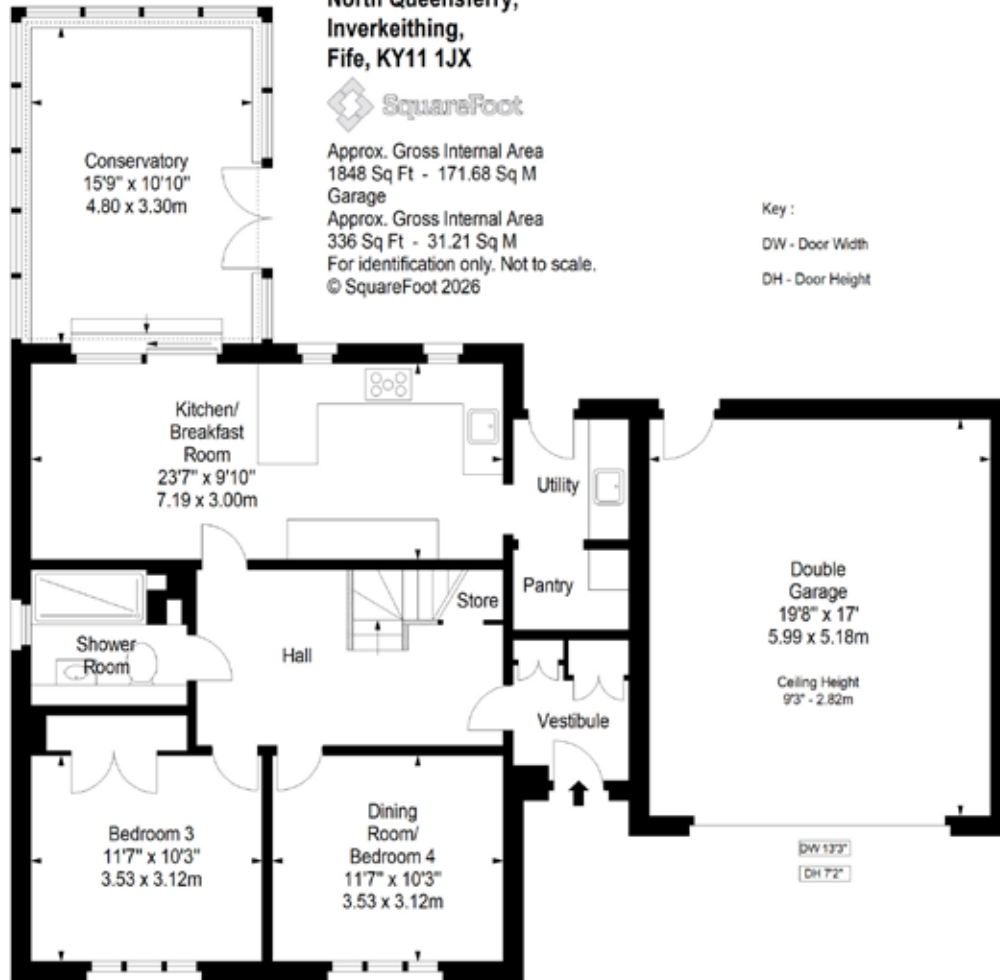 North Queensferry,
Inverkeithing,
Fife, KY11 1JX
SquareFoot
Approx. Gross Internal Area
1848 Sq Ft - 171.68 Sq M
Garage
Approx. Gross Internal Area
336 Sq Ft - 31.21 Sq M
For identification only. Not to scale.
© SquareFoot 2026
Key :
DW - Door Width
DH - Door Height
Conservatory
15'9" x 10'10"
4.80 x 3.30m
Kitchen/
Breakfast
Room
23'7" x 9'10"
7.19 x 3.00m
Utility
Pantry
Double
Garage
19'8" x 17'
5.99 x 5.18m
Ceiling Height
9'3" - 2.82m
Store
Shower
Room
Hall
Vestibule
Bedroom 3
11'7" x 10'3"
3.53 x 3.12m
Dining
Room/
Bedroom 4
11'7" x 10'3"
3.53 x 3.12m
DW 13'3"
DH 7'2"